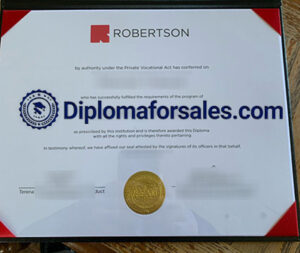 ROBERTSON
by authority under the Private Vocational Act has conferred on
who has successfully fulfilled the requirements of the program of
Diplomaforsales.com
as prescribed by this institution and is therefore awarded this Diploma
with all the rights and privileges thereto pertaining.
In testimony whereof, we have affixed our seal attested by the signatures of its officers in that behalf.